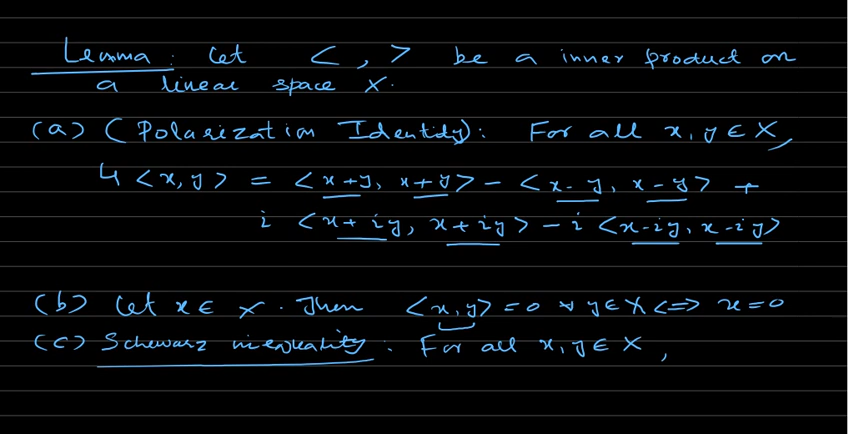 Lemma : Let < , > be a inner product on
a linear space X.
(a) (Polarization Identity) : For all x, y ∈ X,
4 <x, y> = <x+y, x+y> - <x-y, x-y> +
i <x+iy, x+iy> - i <x-iy, x-iy>
(b) Let x ∈ X. Then <x, y> = 0 ∀ y ∈ X <=> x = 0
(c) Schwarz inequality : For all x, y ∈ X,